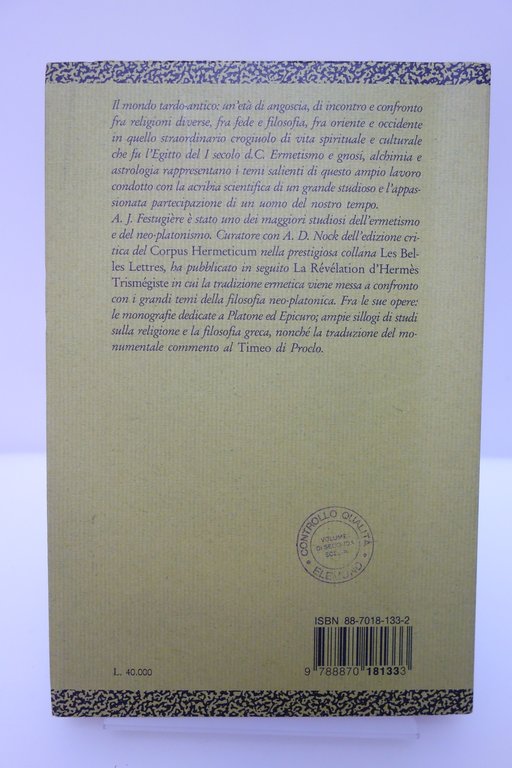 Il mondo tardo-antico: un'età di angoscia, di incontro e confronto
fra religioni diverse, fra fede e filosofia, fra oriente e occidente
in quello straordinario crogiuolo di vita spirituale e culturale
che fu l'Egitto del I secolo d.C. Ermetismo e gnosi, alchimia e
astrologia rappresentano i temi salienti di questo ampio lavoro
condotto con la acribia scientifica di un grande studioso e l'appas-
sionata partecipazione di un uomo del nostro tempo.
A. J. Festugière è stato uno dei maggiori studiosi dell'ermetismo
e del neo-platonismo. Curatore con A. D. Nock dell'edizione cri-
tica del Corpus Hermeticum nella prestigiosa collana Les Bel-
les Lettres, ha pubblicato in seguito La Révélation d'Hermès
Trismégiste in cui la tradizione ermetica viene messa a confronto
con i grandi temi della filosofia neo-platonica. Fra le sue opere:
le monografie dedicate a Platone ed Epicuro; ampie sillogi di studi
sulla religione e la filosofia greca, nonché la traduzione del mo-
numentale commento al Timeo di Proclo.
CONTROLLO QUALITÀ
VOLUME
DI SECONDA
SCELTA
ELEMOND
ISBN 88-7018-133-2
9 788870 181333
L. 40.000